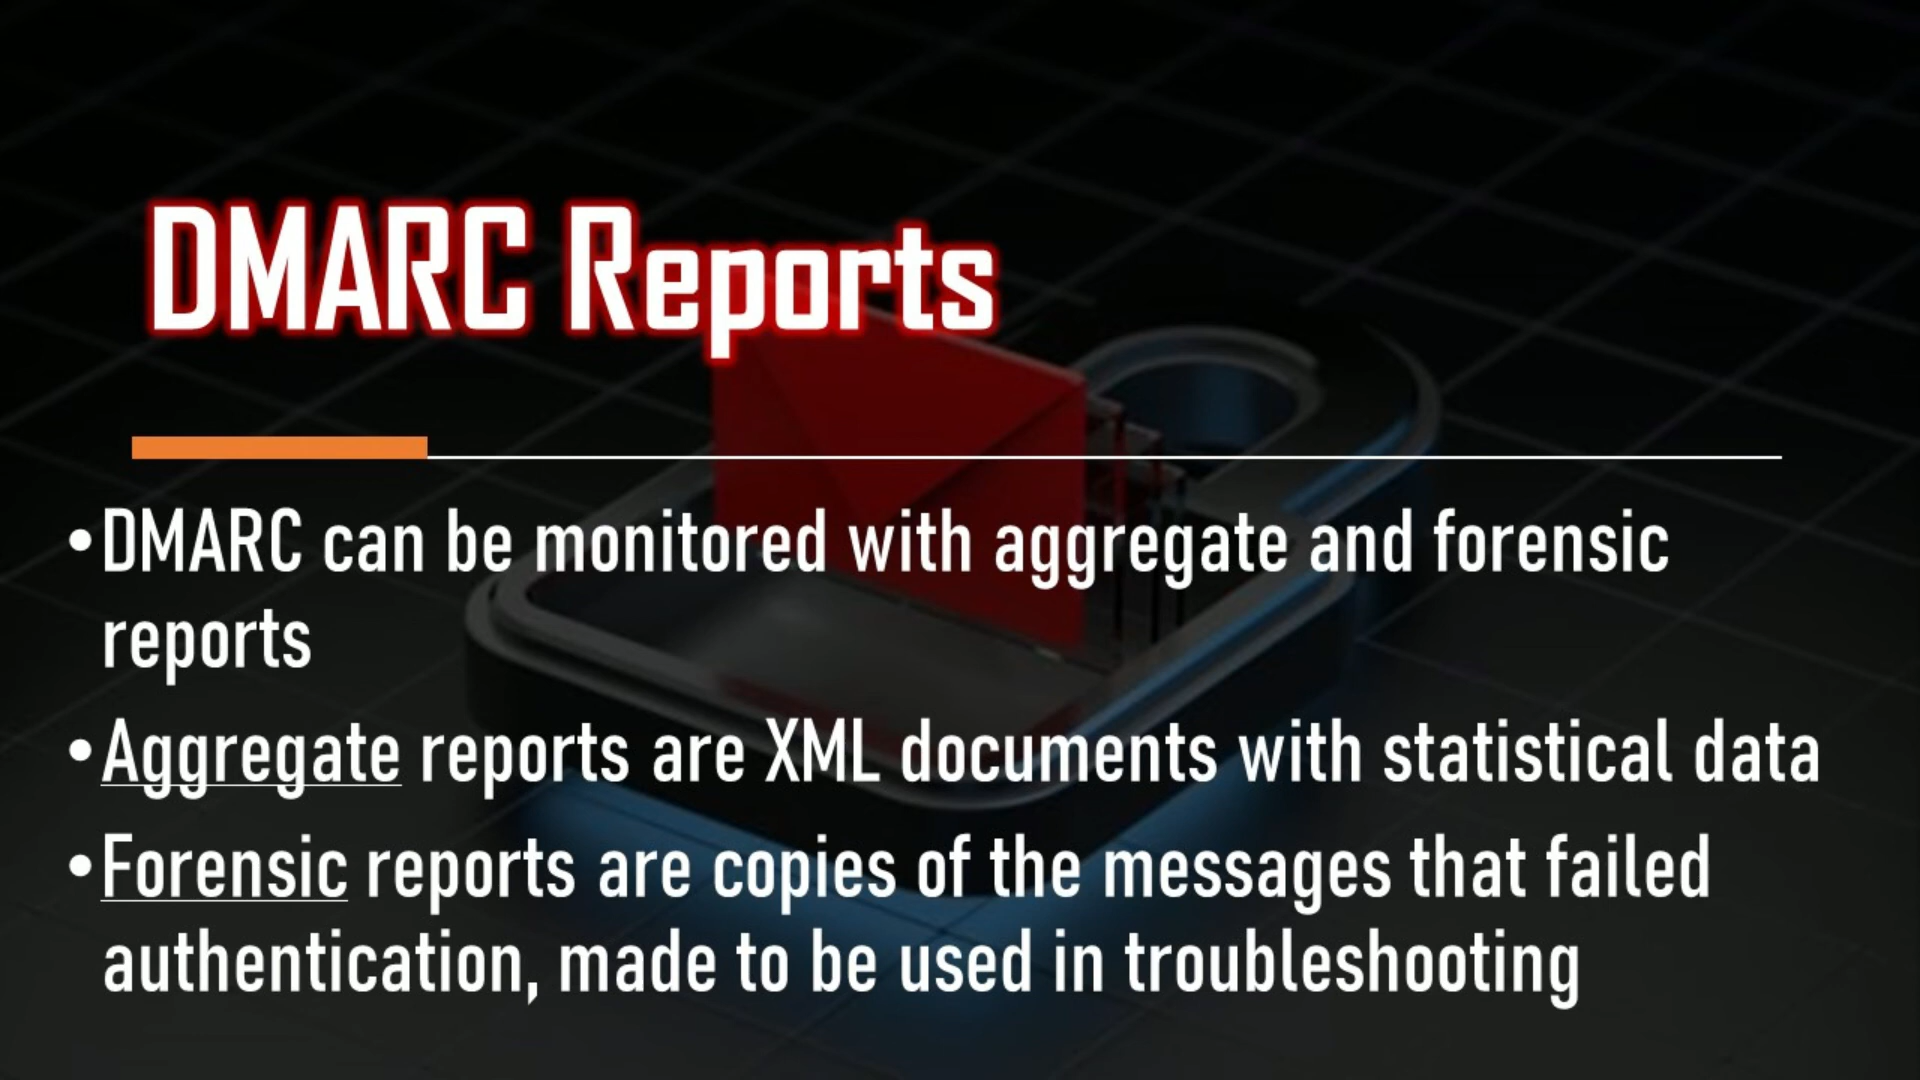 DMARC Reports
•DMARC can be monitored with aggregate and forensic
reports
•Aggregate reports are XML documents with statistical data
•Forensic reports are copies of the messages that failed
authentication, made to be used in troubleshooting